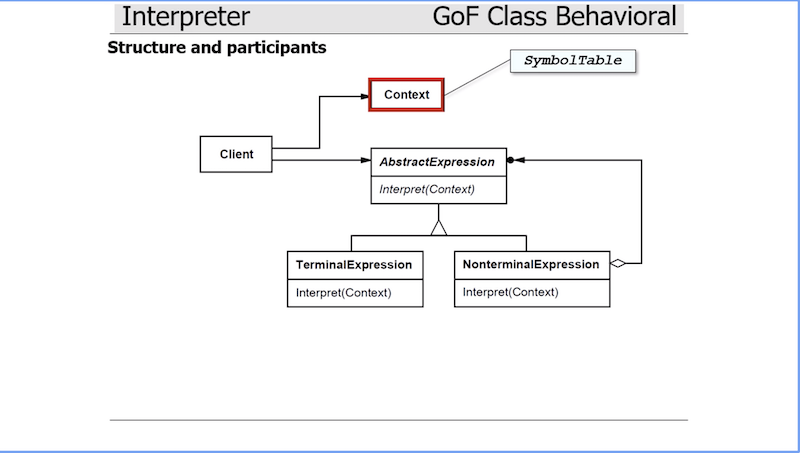 Interpreter GoF Class Behavioral
Structure and participants
SymbolTable
Context
Client
AbstractExpression
Interpret(Context)
TerminalExpression
Interpret(Context)
NonterminalExpression
Interpret(Context)